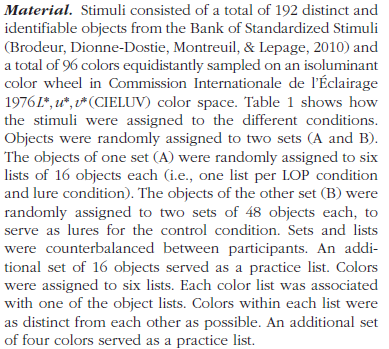 Material. Stimuli consisted of a total of 192 distinct and
identifiable objects from the Bank of Standardized Stimuli
(Brodeur, Dionne-Dostie, Montreuil, & Lepage, 2010) and
a total of 96 colors equidistantly sampled on an isoluminant
color wheel in Commission Internationale de l'Éclairage
1976 L*, u*, t* (CIELUV) color space. Table 1 shows how
the stimuli were assigned to the different conditions.
Objects were randomly assigned to two sets (A and B).
The objects of one set (A) were randomly assigned to six
lists of 16 objects each (i.e., one list per LOP condition
and lure condition). The objects of the other set (B) were
randomly assigned to two sets of 48 objects each, to
serve as lures for the control condition. Sets and lists
were counterbalanced between participants. An addi-
tional set of 16 objects served as a practice list. Colors
were assigned to six lists. Each color list was associated
with one of the object lists. Colors within each list were
as distinct from each other as possible. An additional set
of four colors served as a practice list.